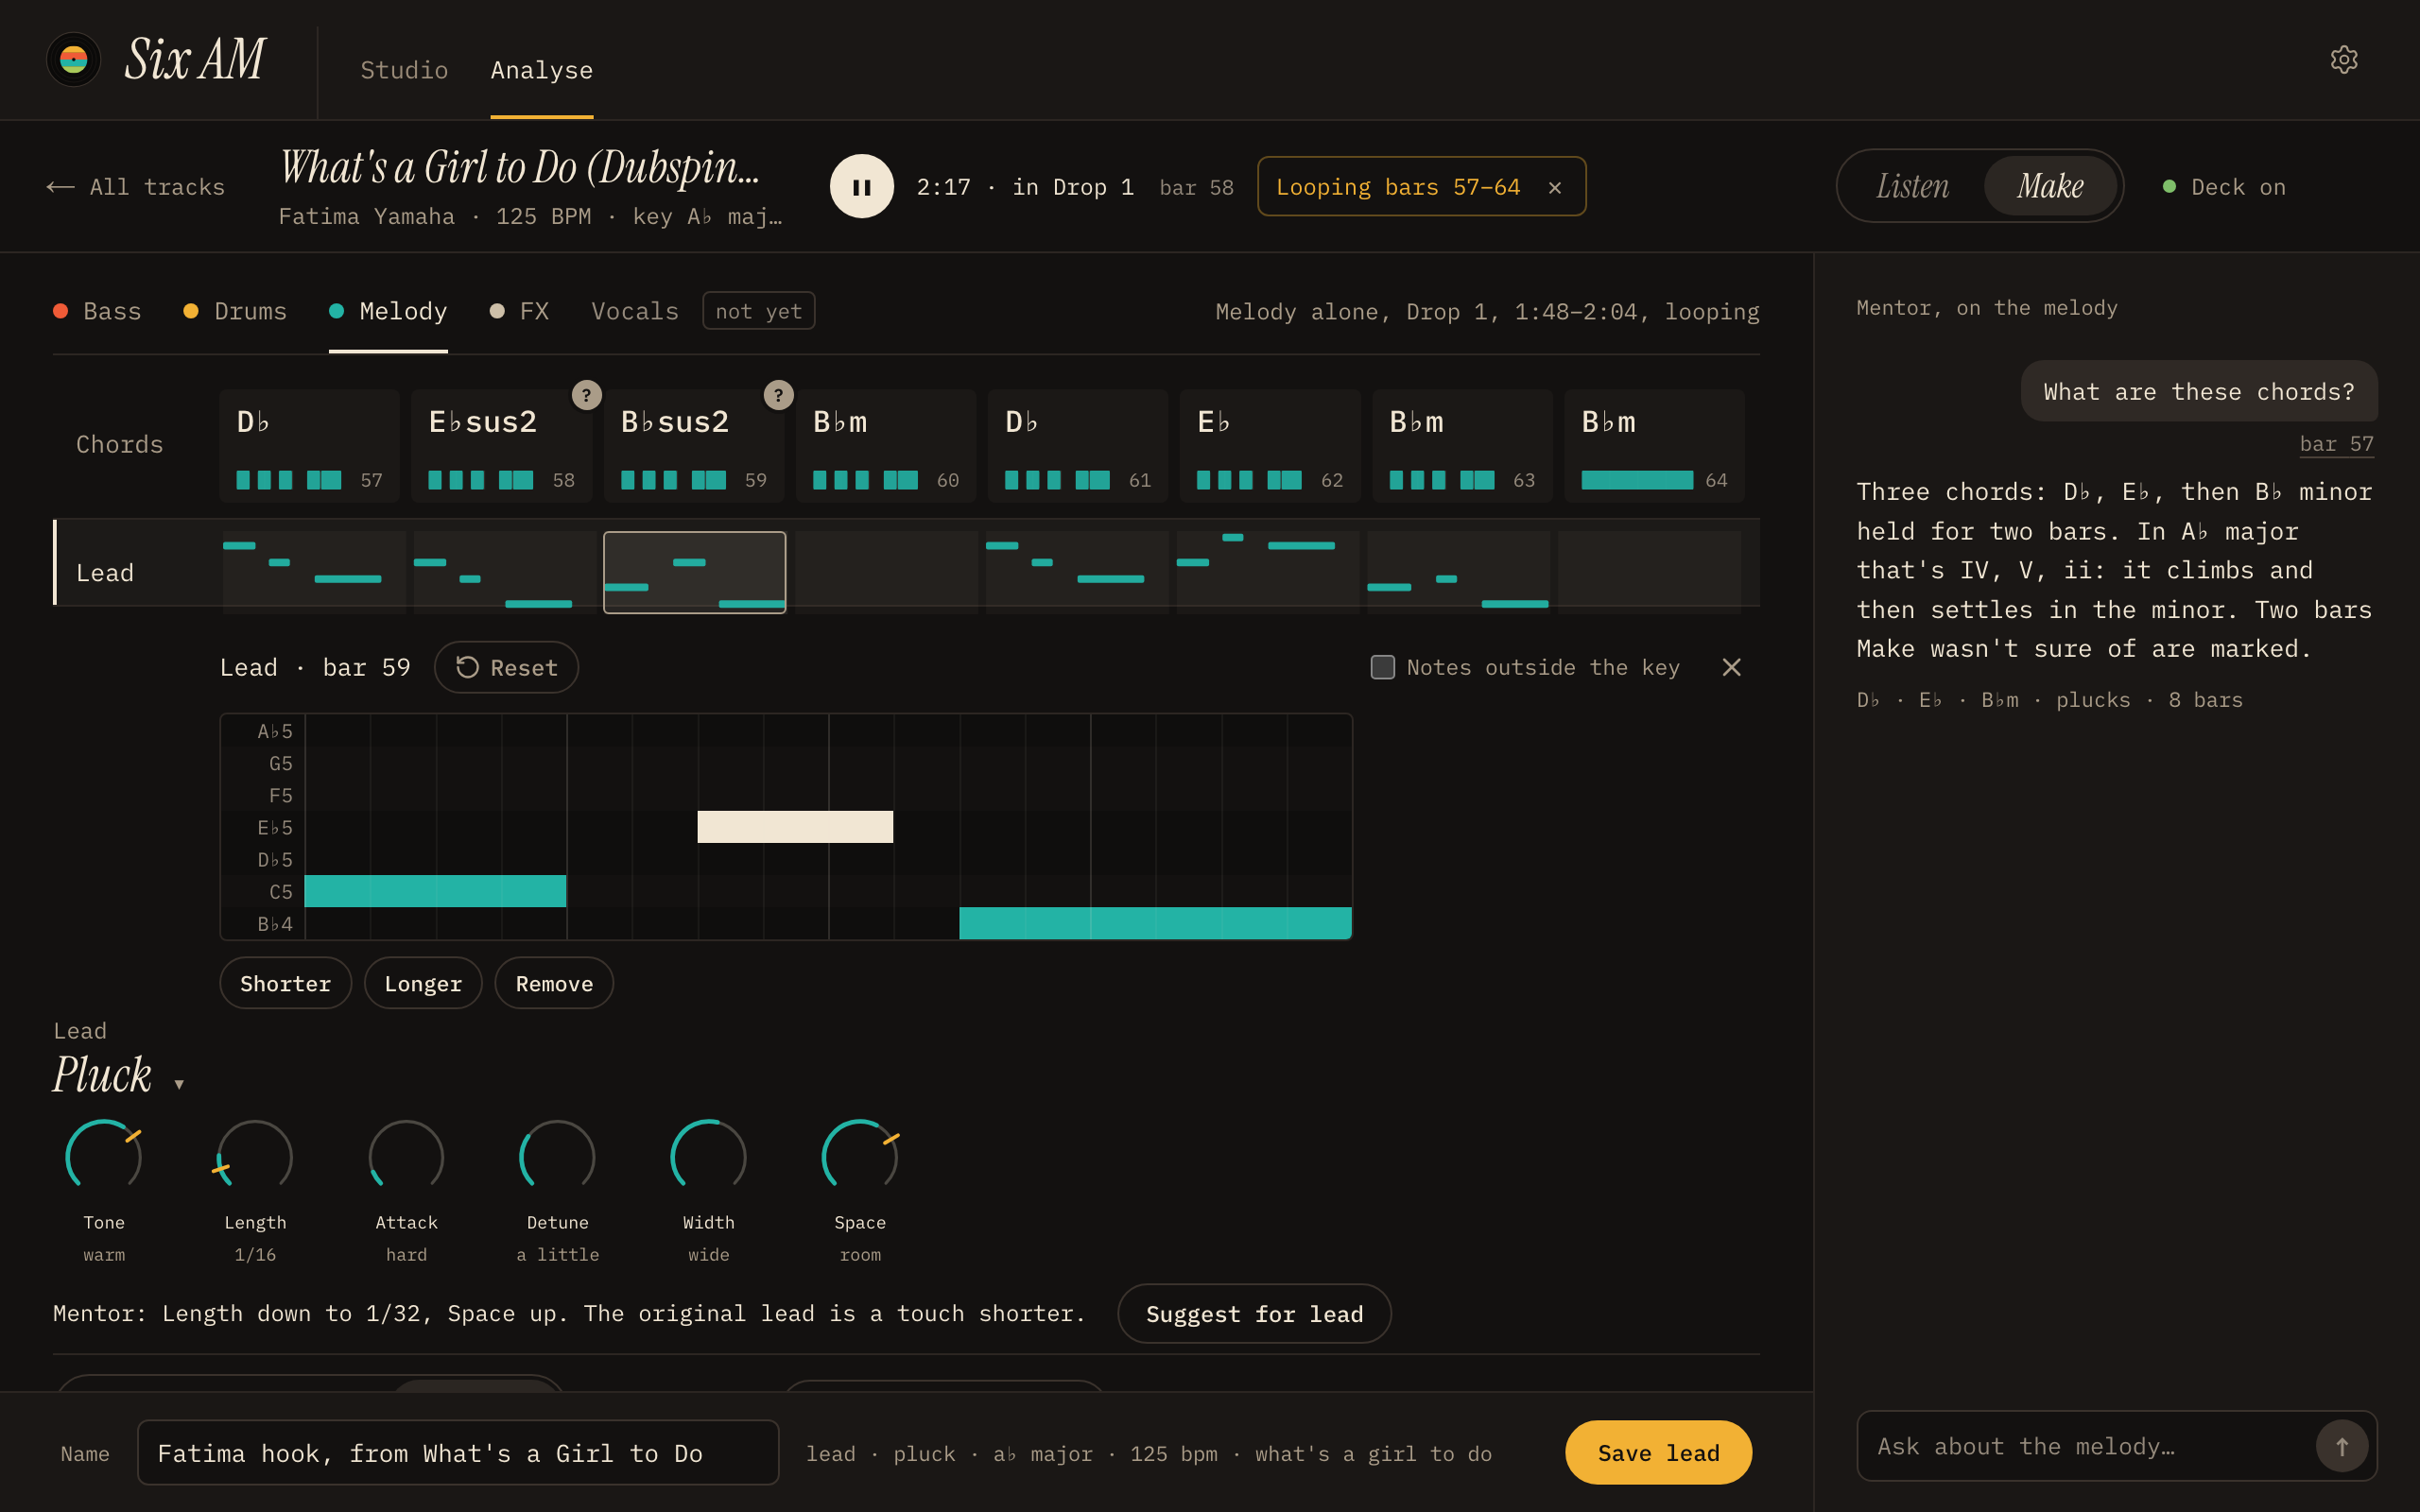 Six AM
Studio
Analyse
← All tracks
What's a Girl to Do (Dubspin…
Fatima Yamaha · 125 BPM · key A♭ maj…
2:17 · in Drop 1 bar 58
Looping bars 57–64 ×
Listen
Make
Deck on
Bass
Drums
Melody
FX
Vocals not yet
Melody alone, Drop 1, 1:48–2:04, looping
Chords
D♭
57
E♭sus2
?
58
B♭sus2
?
59
B♭m
60
D♭
61
E♭
62
B♭m
63
B♭m
64
Lead
Lead · bar 59
Reset
Notes outside the key
A♭5
G5
F5
E♭5
D♭5
C5
B♭4
Shorter
Longer
Remove
Lead
Pluck ▾
Tone
warm
Length
1/16
Attack
hard
Detune
a little
Width
wide
Space
room
Mentor: Length down to 1/32, Space up. The original lead is a touch shorter.
Suggest for lead
Name
Fatima hook, from What's a Girl to Do
lead · pluck · a♭ major · 125 bpm · what's a girl to do
Save lead
Mentor, on the melody
What are these chords?
bar 57
Three chords: D♭, E♭, then B♭ minor
held for two bars. In A♭ major
that's IV, V, ii: it climbs and
then settles in the minor. Two bars
Make wasn't sure of are marked.
D♭ · E♭ · B♭m · plucks · 8 bars
Ask about the melody…